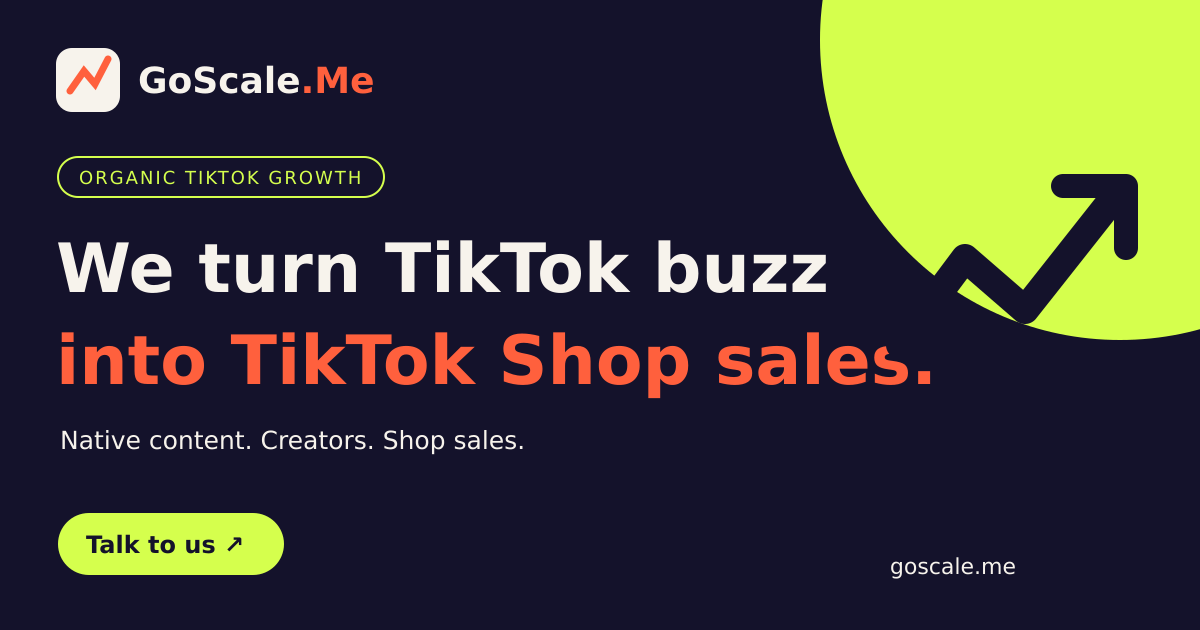 GoScale.Me
ORGANIC TIKTOK GROWTH
We turn TikTok buzz
into TikTok Shop sales.
Native content. Creators. Shop sales.
Talk to us ↗
goscale.me